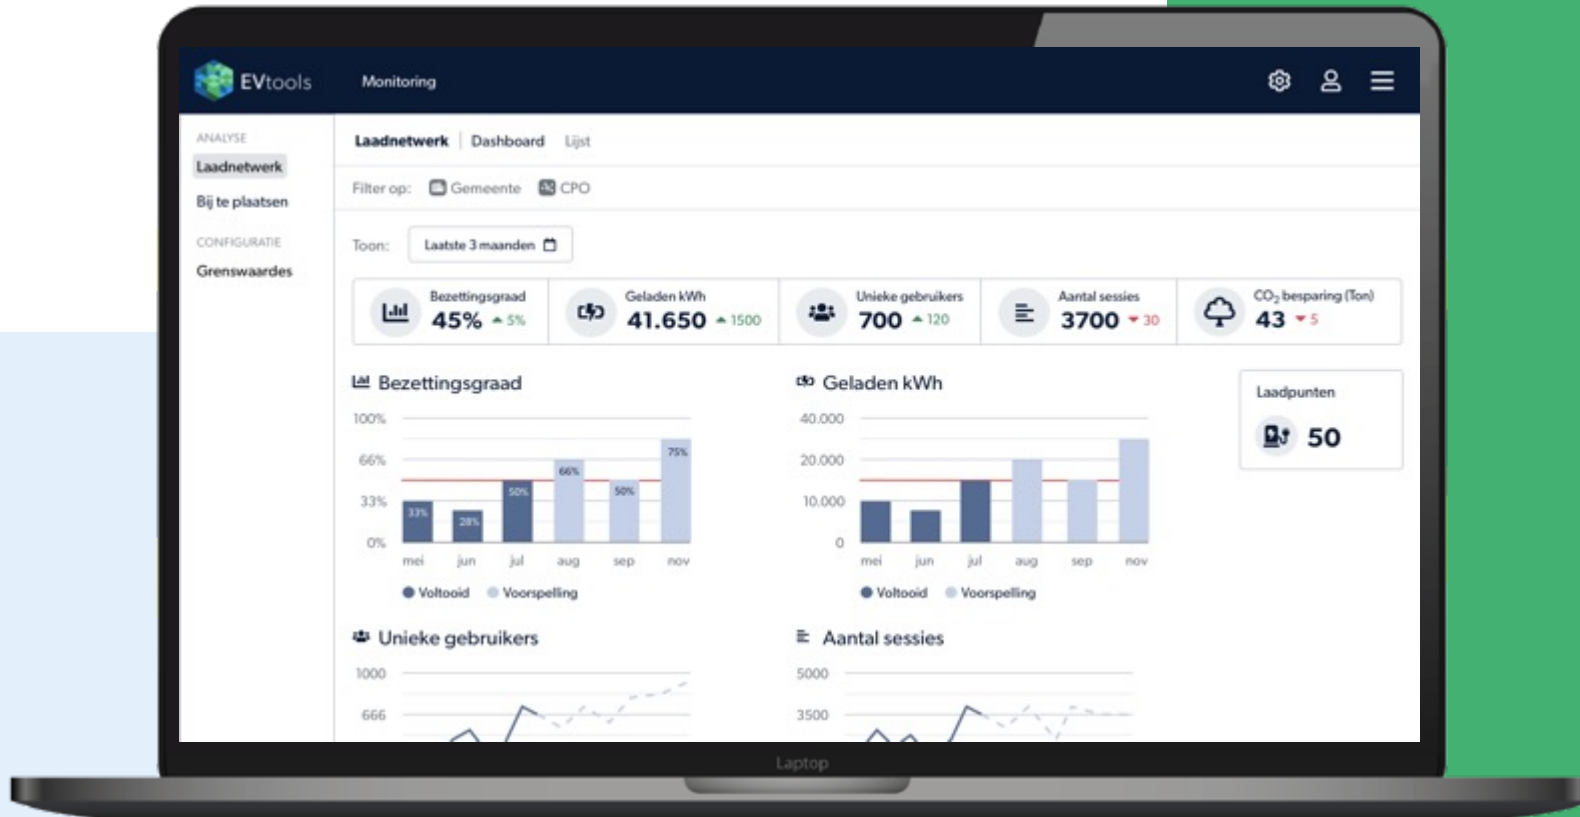 EVtools
Monitoring
ANALYSE
Laadnetwerk
Bij te plaatsen
CONFIGURATIE
Grenswaardes
Laadnetwerk | Dashboard Lijst
Filter op: Gemeente CPO
Toon: Laatste 3 maanden
Bezettingsgraad
45% 5%
Geladen kWh
41.650 1500
Unieke gebruikers
700 120
Aantal sessies
3700 30
CO₂ besparing (Ton)
43 5
Bezettingsgraad
100%
66%
33%
0%
33%
28%
50%
66%
50%
75%
mei jun jul aug sep nov
Voltooid Voorspelling
Geladen kWh
40.000
20.000
10.000
0
mei jun jul aug sep nov
Voltooid Voorspelling
Laadpunten
50
Unieke gebruikers
1000
666
Aantal sessies
5000
3500
Laptop